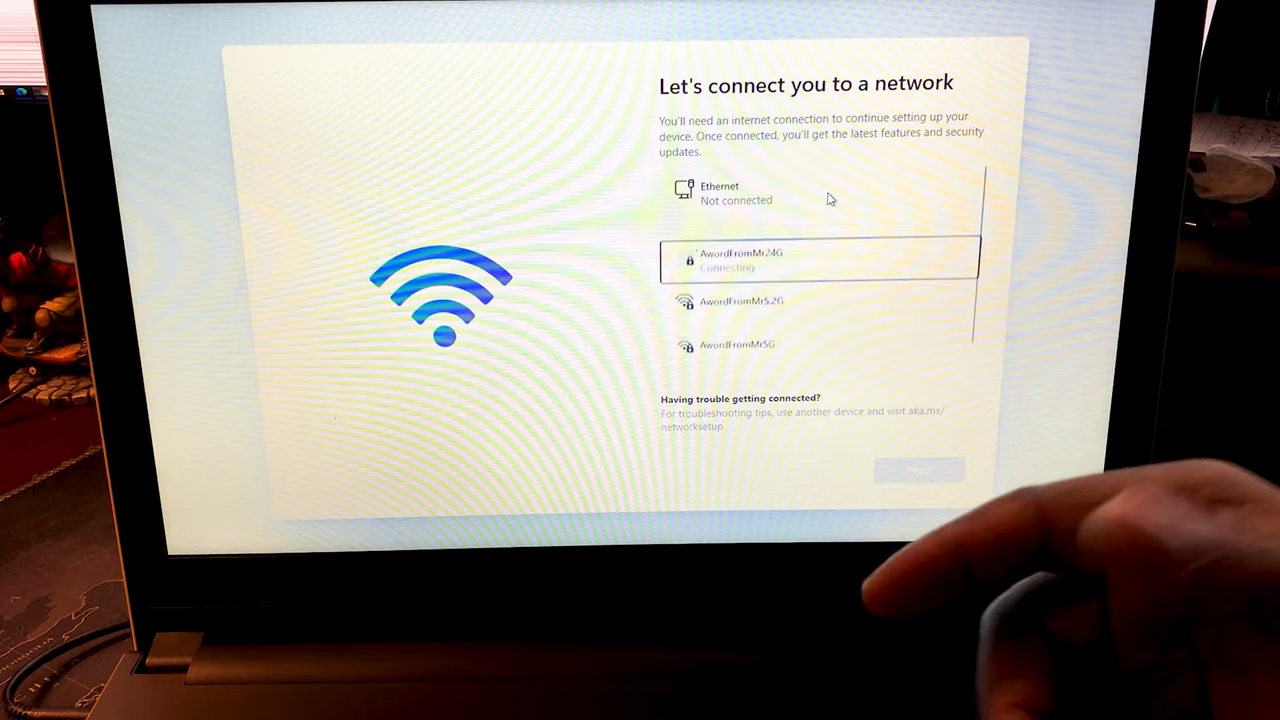 Let's connect you to a network
You'll need an internet connection to continue setting up your
device. Once connected, you'll get the latest features and security
updates.
Ethernet
Not connected
AwordFromMr24G
Connecting
AwordFromMr5.2G
AwordFromMr5G
Having trouble getting connected?
For troubleshooting tips, use another device and visit aka.ms/
networksetup